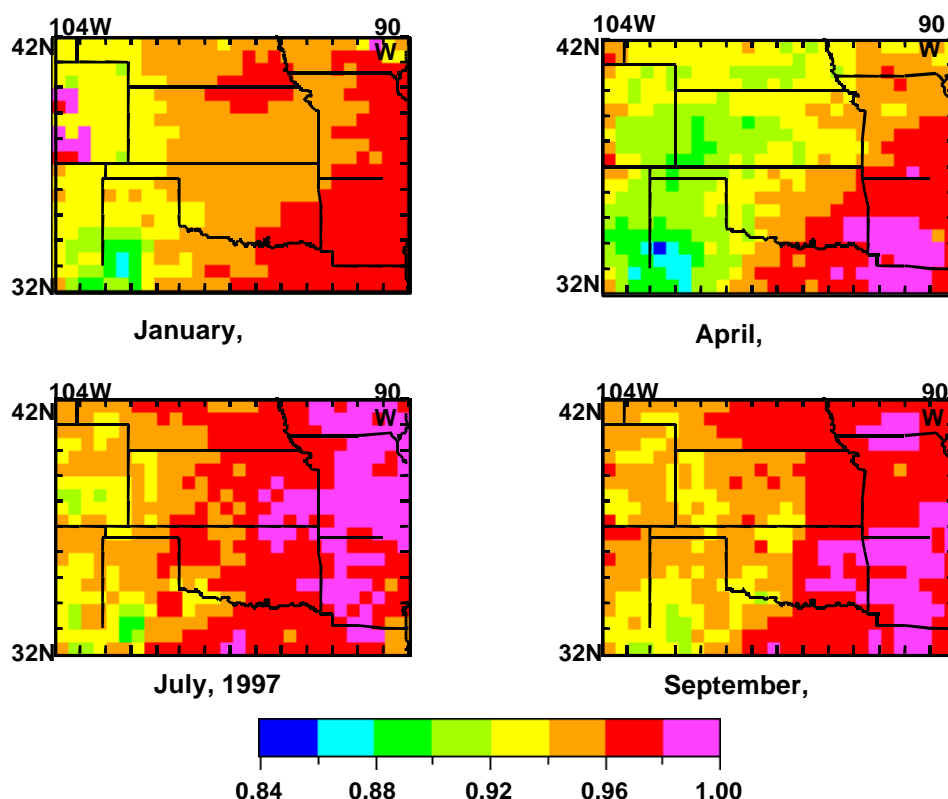 104W 90
W
42N
32N
January,
104W 90
W
42N
32N
April,
104W 90
W
42N
32N
July, 1997
104W 90
W
42N
32N
September,
0.84 0.88 0.92 0.96 1.00